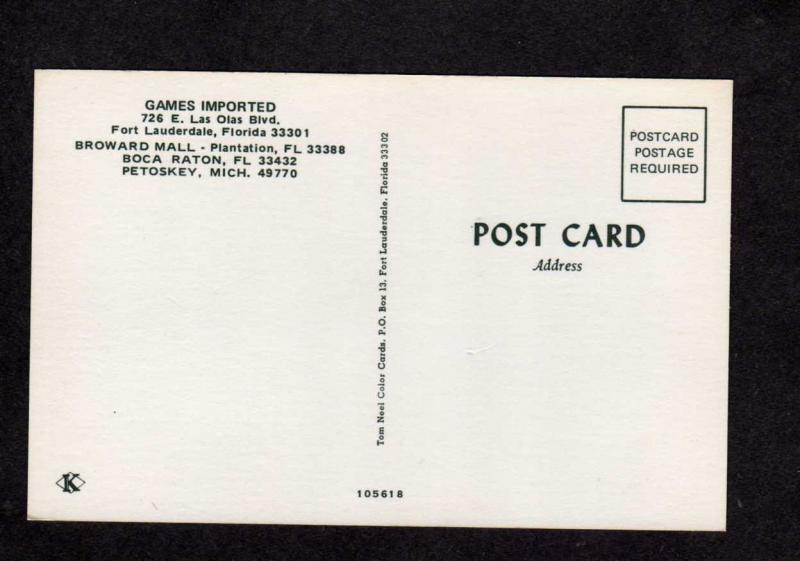 GAMES IMPORTED
726 E. Las Olas Blvd.
Fort Lauderdale, Florida 33301
BROWARD MALL - Plantation, FL 33388
BOCA RATON, FL 33432
PETOSKEY, MICH. 49770
Tom Neel Color Cards. P.O. Box 13. Fort Lauderdale. Florida 33302
POSTCARD
POSTAGE
REQUIRED
POST CARD
Address
K
105618